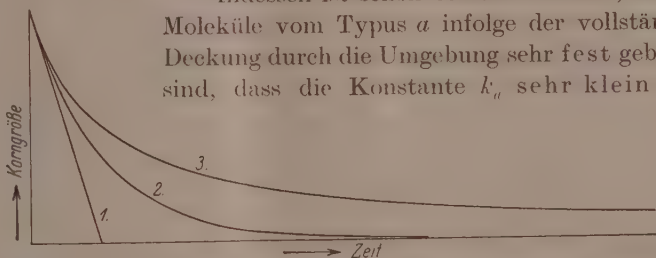 Moleküle vom Typus a infolge der vollstän
Deckung durch die Umgebung sehr fest geb
sind, dass die Konstante kₐ sehr klein
Korngröße
1.
2.
3.
Zeit